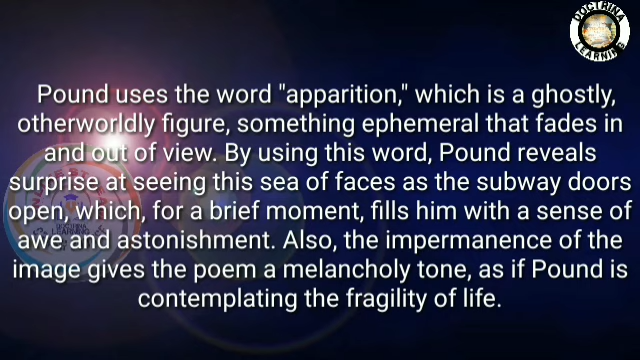 DOCTRINA
LEARNING
Pound uses the word "apparition," which is a ghostly,
otherworldly figure, something ephemeral that fades in
and out of view. By using this word, Pound reveals
surprise at seeing this sea of faces as the subway doors
open, which, for a brief moment, fills him with a sense of
awe and astonishment. Also, the impermanence of the
image gives the poem a melancholy tone, as if Pound is
contemplating the fragility of life.